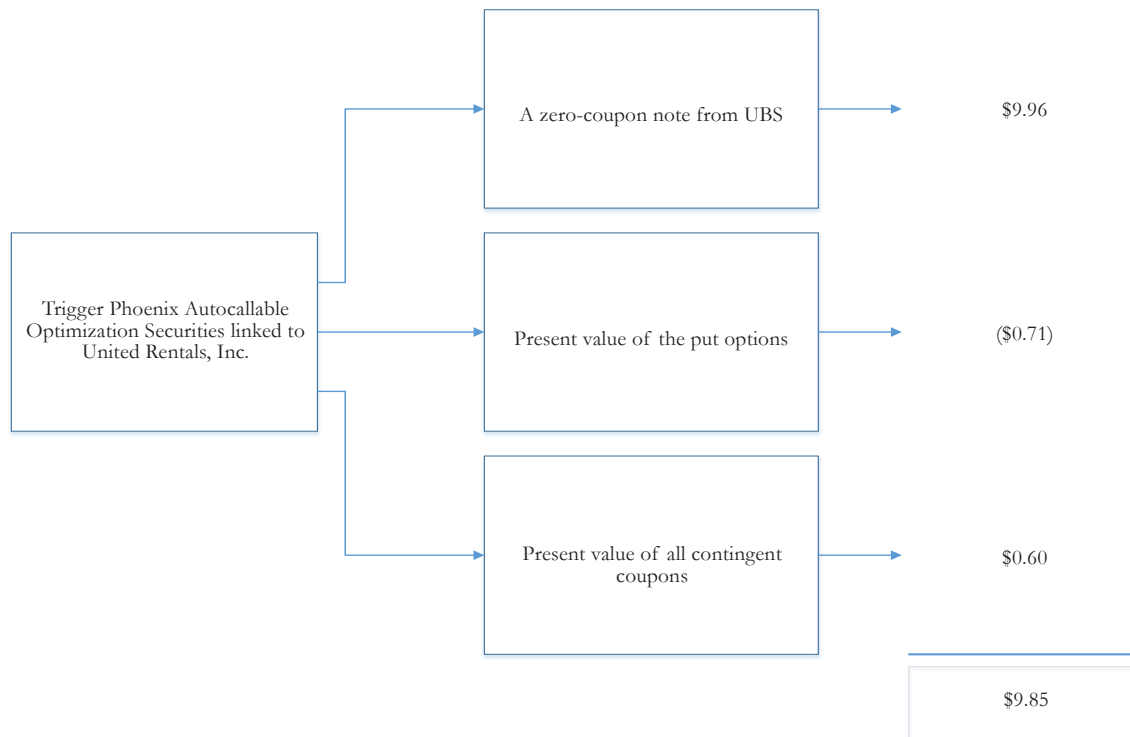 A zero-coupon note from UBS
$9.96
Trigger Phoenix Autocallable
Optimization Securities linked to
United Rentals, Inc.
Present value of the put options
($0.71)
Present value of all contingent
coupons
$0.60
$9.85